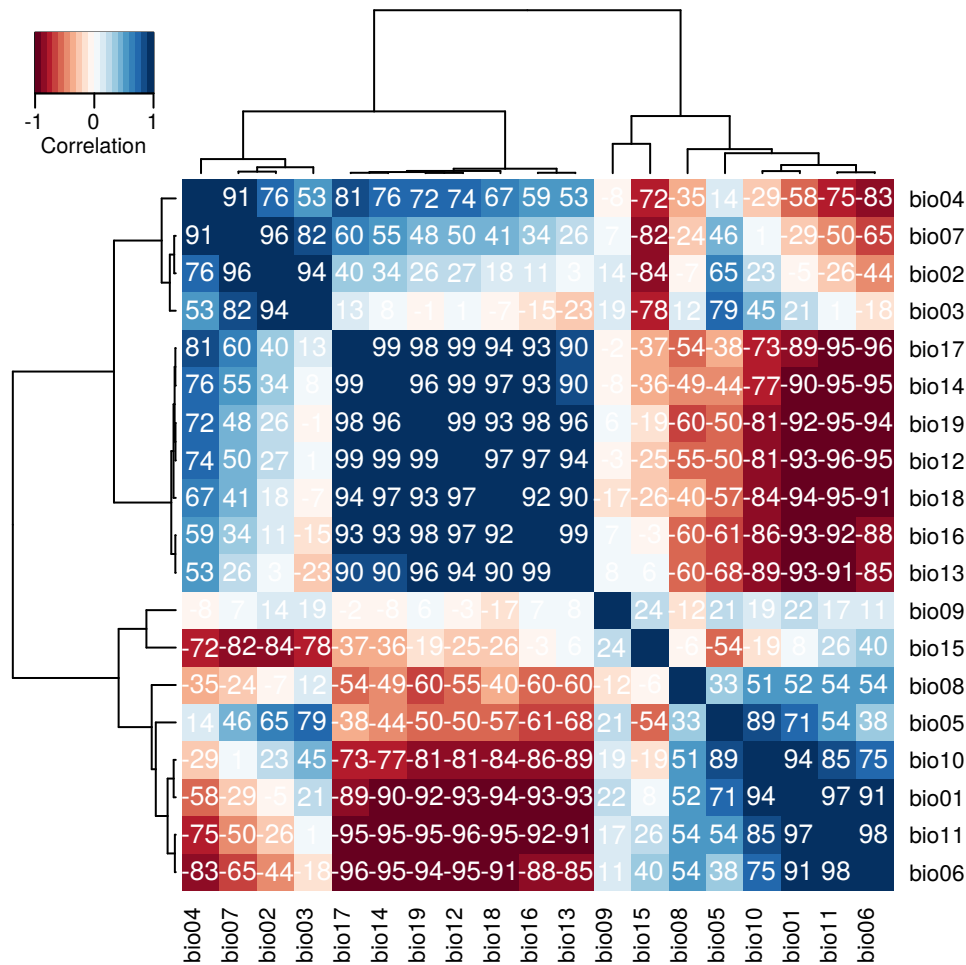 -1 0 1
Correlation
91 76 53 81 76 72 74 67 59 53 -8 -72 -35 14 -29 -58 -75 -83 bio04
91 96 82 60 55 48 50 41 34 26 7 -82 -24 46 1 -29 -50 -65 bio07
76 96 94 40 34 26 27 18 11 3 14 -84 -7 65 23 -5 -26 -44 bio02
53 82 94 13 8 -1 1 -7 -15 -23 19 -78 12 79 45 21 1 -18 bio03
81 60 40 13 99 98 99 94 93 90 -2 -37 -54 -38 -73 -89 -95 -96 bio17
76 55 34 8 99 96 99 97 93 90 -8 -36 -49 -44 -77 -90 -95 -95 bio14
72 48 26 -1 98 96 99 93 98 96 6 -19 -60 -50 -81 -92 -95 -94 bio19
74 50 27 1 99 99 99 97 97 94 -3 -25 -55 -50 -81 -93 -96 -95 bio12
67 41 18 -7 94 97 93 97 92 90 -17 -26 -40 -57 -84 -94 -95 -91 bio18
59 34 11 -15 93 93 98 97 92 99 7 -3 -60 -61 -86 -93 -92 -88 bio16
53 26 3 -23 90 90 96 94 90 99 8 6 -60 -68 -89 -93 -91 -85 bio13
-8 7 14 19 -2 -8 6 -3 -17 7 8 24 -12 21 19 22 17 11 bio09
-72 -82 -84 -78 -37 -36 -19 -25 -26 -3 6 24 -6 -54 -19 8 26 40 bio15
-35 -24 -7 12 -54 -49 -60 -55 -40 -60 -60 -12 -6 33 51 52 54 54 bio08
14 46 65 79 -38 -44 -50 -50 -57 -61 -68 21 -54 33 89 71 54 38 bio05
-29 1 23 45 -73 -77 -81 -81 -84 -86 -89 19 -19 51 89 94 85 75 bio10
-58 -29 -5 21 -89 -90 -92 -93 -94 -93 -93 22 8 52 71 94 97 91 bio01
-75 -50 -26 1 -95 -95 -95 -96 -95 -92 -91 17 26 54 54 85 97 98 bio11
-83 -65 -44 -18 -96 -95 -94 -95 -91 -88 -85 11 40 54 38 75 91 98 bio06
bio04 bio07 bio02 bio03 bio17 bio14 bio19 bio12 bio18 bio16 bio13 bio09 bio15 bio08 bio05 bio10 bio01 bio11 bio06